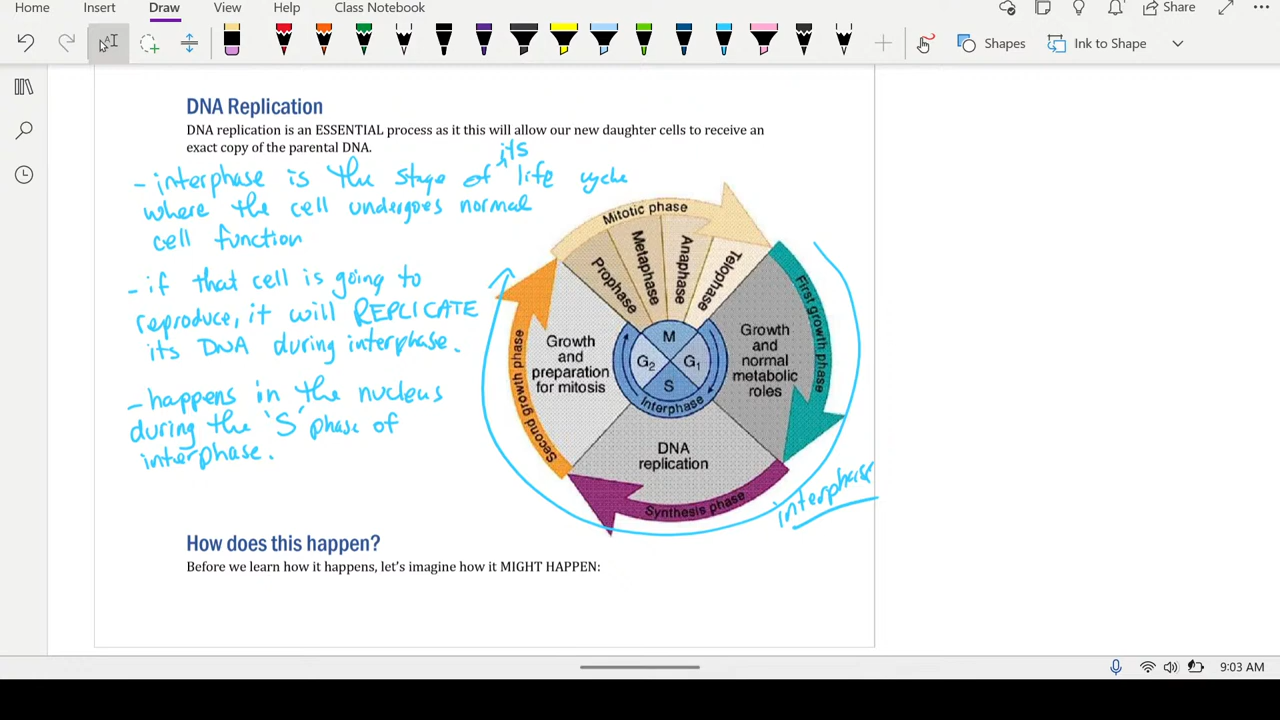 Home Insert Draw View Help Class Notebook
Share
Shapes Ink to Shape
DNA Replication
DNA replication is an ESSENTIAL process as it this will allow our new daughter cells to receive an
exact copy of the parental DNA.
its
- interphase is the stage of life cycle
where the cell undergoes normal
cell function
- if that cell is going to
reproduce, it will REPLICATE
its DNA during interphase.
- happens in the nucleus
during the 'S' phase of
interphase.
Mitotic phase
Prophase
Metaphase
Anaphase
Telophase
First growth phase
Growth
and
normal
metabolic
roles
Second growth phase
Growth
and
preparation
for mitosis
M
G2 G1
S
Interphase
DNA
replication
Synthesis phase
interphase
How does this happen?
Before we learn how it happens, let's imagine how it MIGHT HAPPEN:
9:03 AM